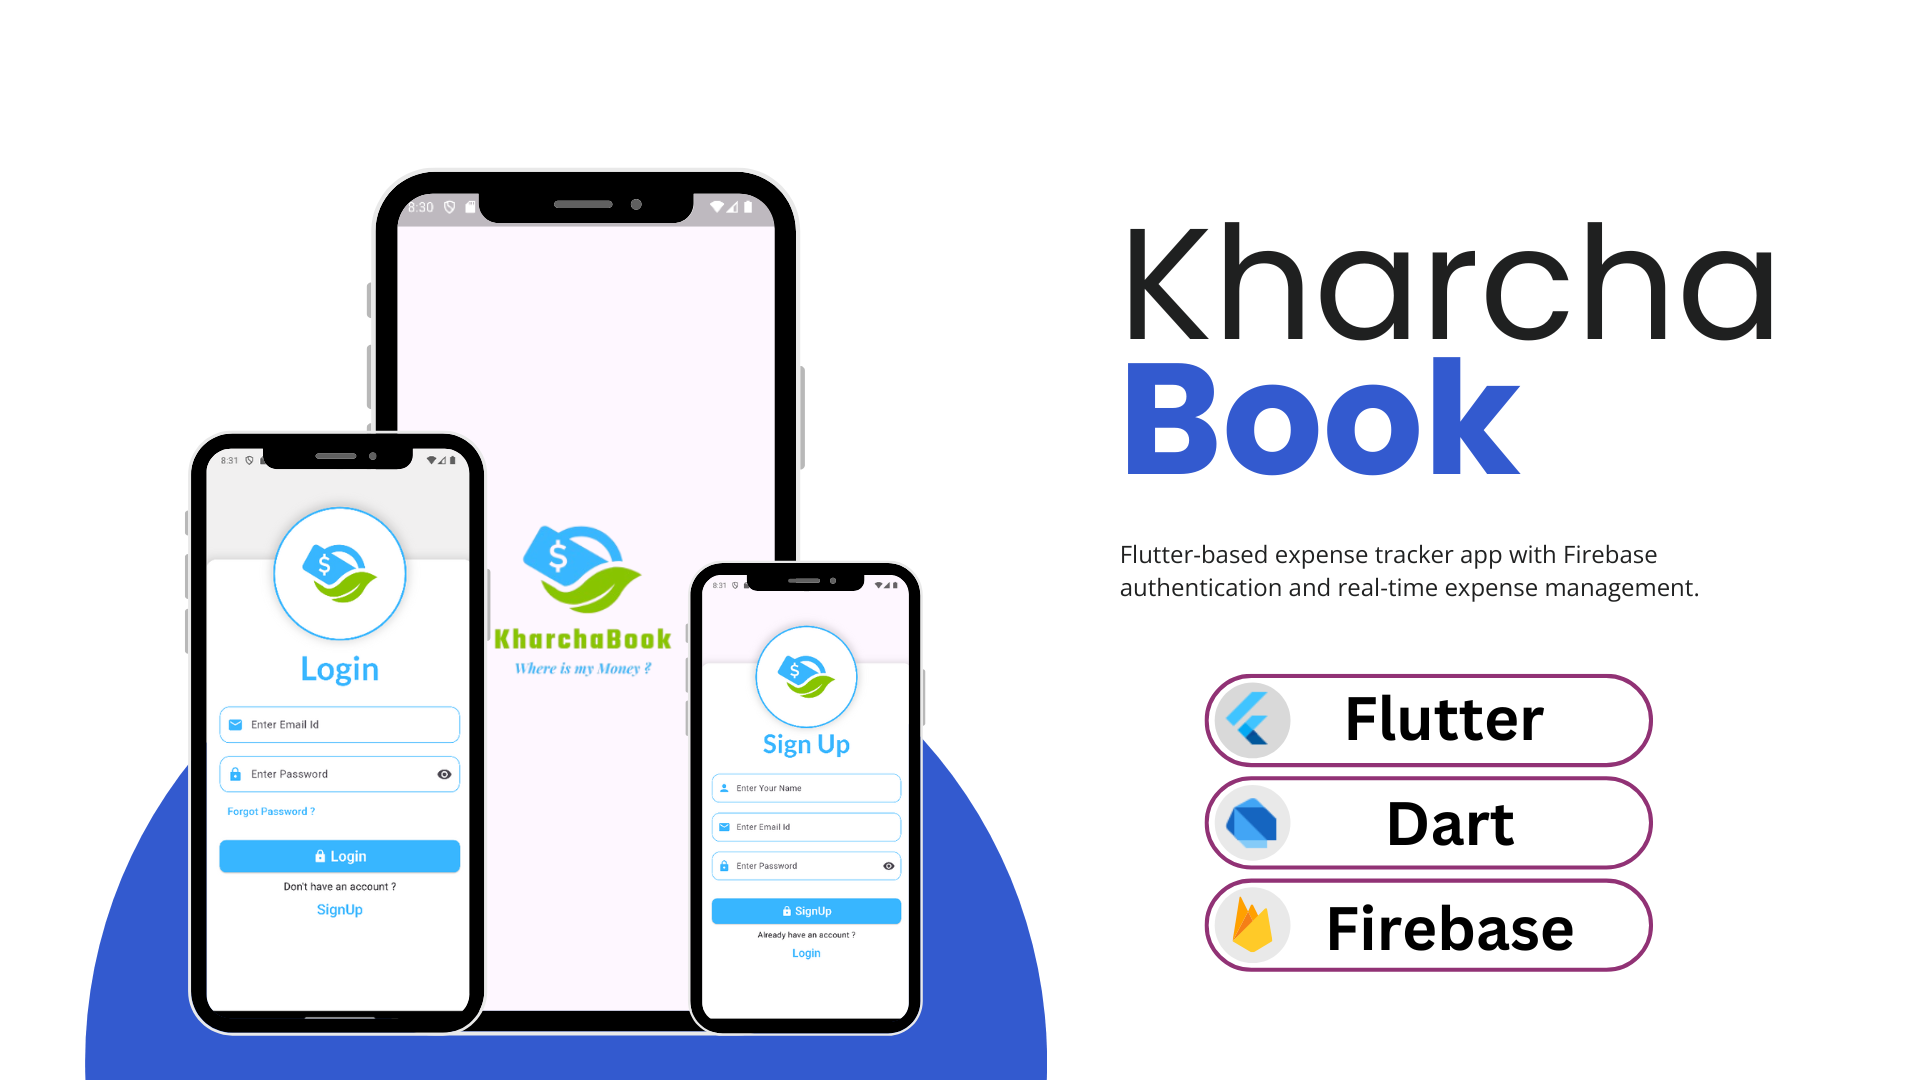 Kharcha
Book
Flutter-based expense tracker app with Firebase
authentication and real-time expense management.
Flutter
Dart
Firebase
8:30
$
KharchaBook
Where is my Money ?
8:31
$
Login
Enter Email Id
Enter Password
Forgot Password ?
Login
Don't have an account ?
SignUp
8:31
$
Sign Up
Enter Your Name
Enter Email Id
Enter Password
SignUp
Already have an account ?
Login